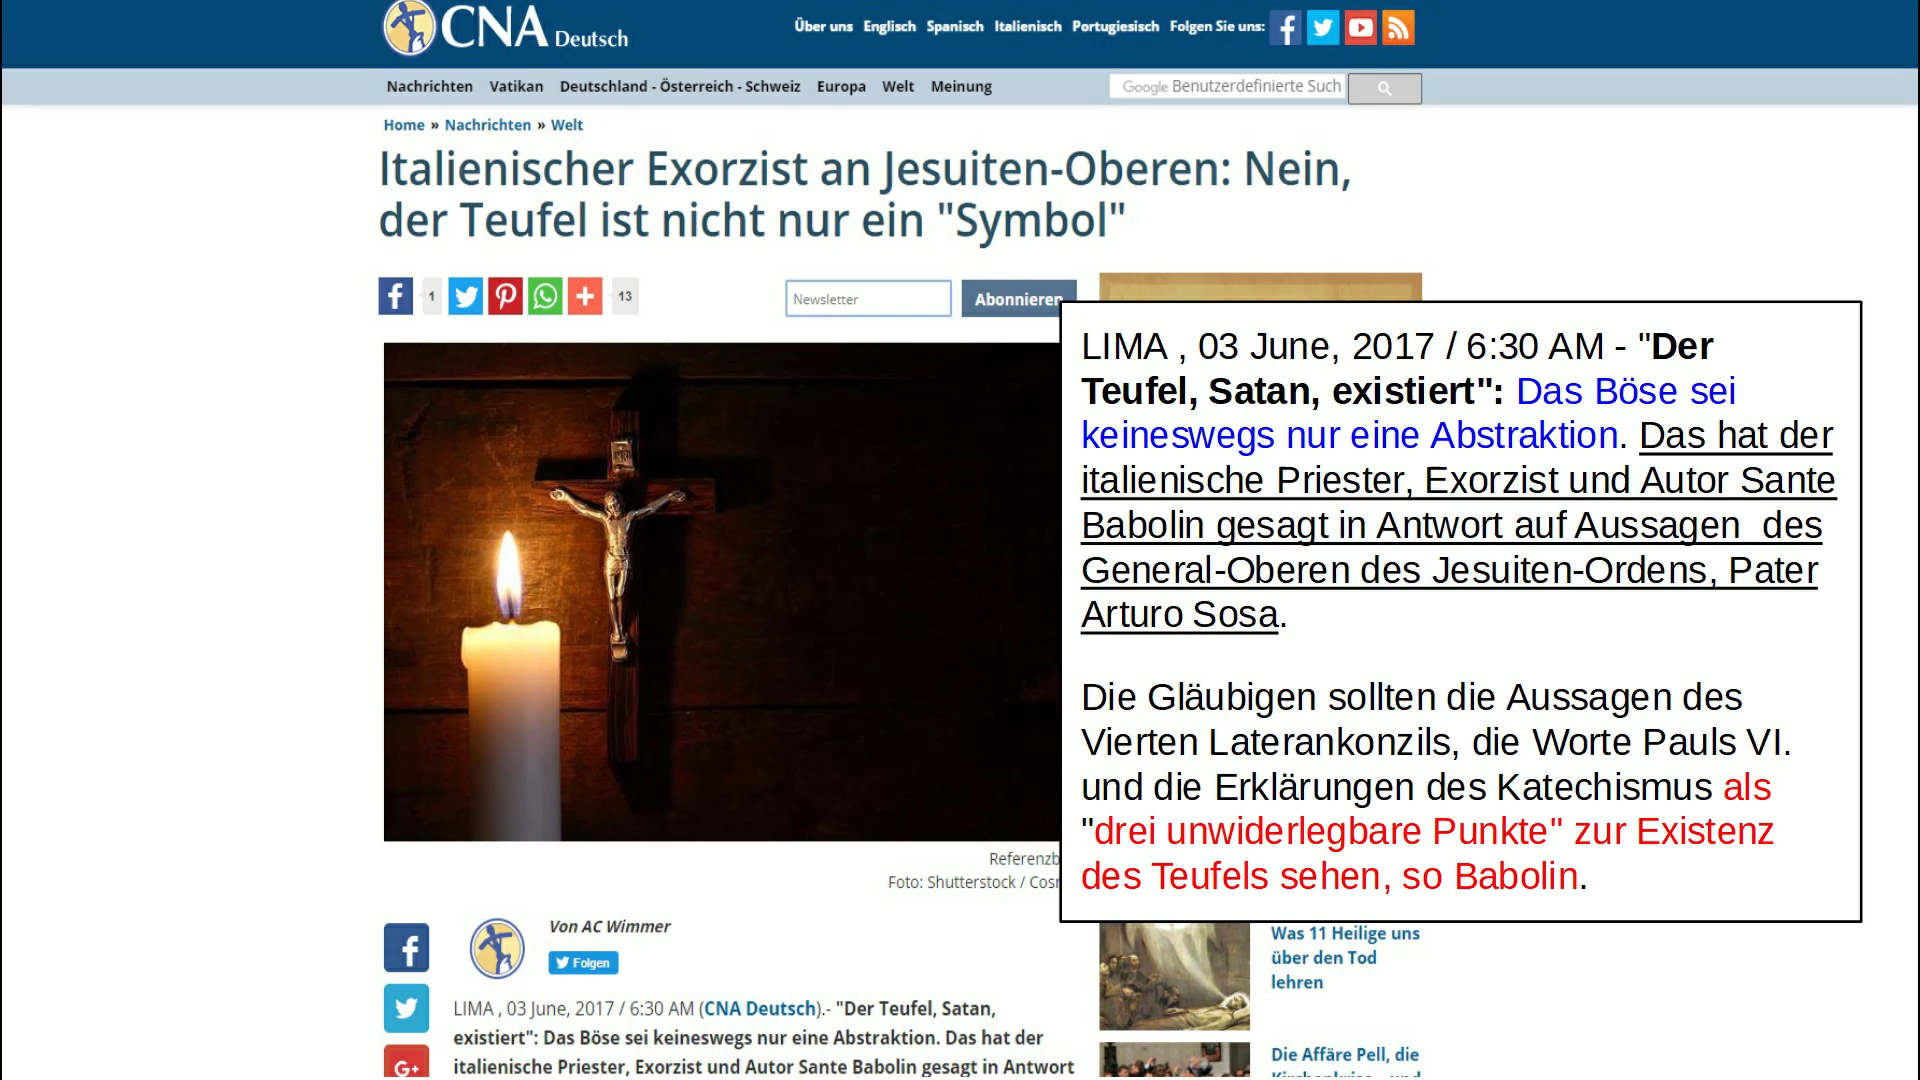 CNA Deutsch
Über uns Englisch Spanisch Italienisch Portugiesisch Folgen Sie uns:
Nachrichten Vatikan Deutschland - Österreich - Schweiz Europa Welt Meinung
Google Benutzerdefinierte Such
Home » Nachrichten » Welt
Italienischer Exorzist an Jesuiten-Oberen: Nein,
der Teufel ist nicht nur ein "Symbol"
1
13
Newsletter
Abonnieren
LIMA , 03 June, 2017 / 6:30 AM - "Der
Teufel, Satan, existiert": Das Böse sei
keineswegs nur eine Abstraktion. Das hat der
italienische Priester, Exorzist und Autor Sante
Babolin gesagt in Antwort auf Aussagen des
General-Oberen des Jesuiten-Ordens, Pater
Arturo Sosa.
Die Gläubigen sollten die Aussagen des
Vierten Laterankonzils, die Worte Pauls VI.
und die Erklärungen des Katechismus als
"drei unwiderlegbare Punkte" zur Existenz
des Teufels sehen, so Babolin.
Foto: Shutterstock /
Von AC Wimmer
Folgen
LIMA , 03 June, 2017 / 6:30 AM (CNA Deutsch).- "Der Teufel, Satan,
existiert": Das Böse sei keineswegs nur eine Abstraktion. Das hat der
italienische Priester, Exorzist und Autor Sante Babolin gesagt in Antwort
Was 11 Heilige uns
über den Tod
lehren
Die Affäre Pell, die